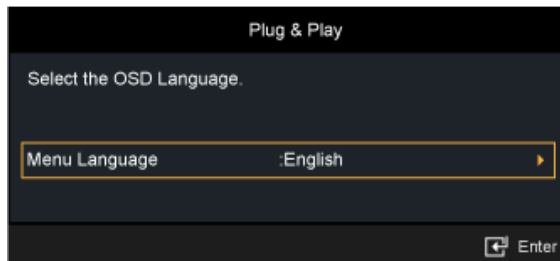 Plug & Play
Select the OSD Language.
Menu Language :English
Enter